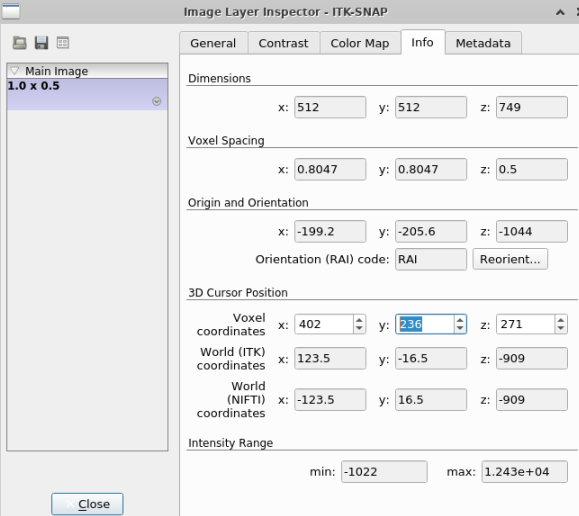 Image Layer Inspector - ITK-SNAP
General Contrast Color Map Info Metadata
Main Image
1.0 x 0.5
Dimensions
x: 512 y: 512 z: 749
Voxel Spacing
x: 0.8047 y: 0.8047 z: 0.5
Origin and Orientation
x: -199.2 y: -205.6 z: -1044
Orientation (RAI) code: RAI Reorient...
3D Cursor Position
Voxel
coordinates x: 402 y: 236 z: 271
World (ITK)
coordinates x: 123.5 y: -16.5 z: -909
World
(NIFTI)
coordinates x: -123.5 y: 16.5 z: -909
Intensity Range
min: -1022 max: 1.243e+04
Close